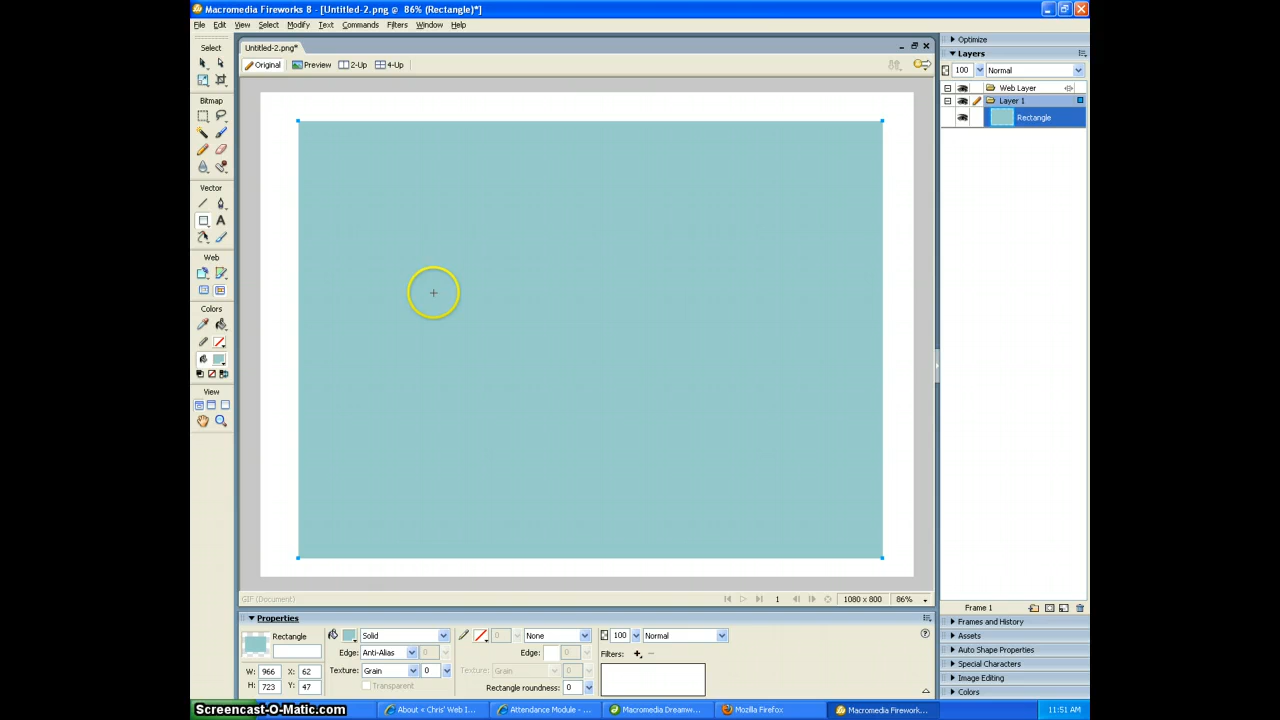 Macromedia Fireworks 8 - [Untitled-2.png @ 86% (Rectangle)*]
File Edit View Select Modify Text Commands Filters Window Help
Select
Bitmap
Vector
A
Web
Colors
View
Untitled-2.png*
Original Preview 2-Up 4-Up
GIF (Document)
1 1080 x 800 86%
Optimize
Layers
100 Normal
Web Layer
Layer 1
Rectangle
Frame 1
Frames and History
Assets
Auto Shape Properties
Special Characters
Image Editing
Colors
Properties
Rectangle Solid 0 None 100 Normal
Edge: Anti-Alias 0 Edge: 0 Filters:
W: 966 X: 62 Texture: Grain 0 Texture: Grain 0
H: 723 Y: 47 Transparent Rectangle roundness: 0
Screencast-O-Matic.com About « Chris' Web I... Attendance Module - ... Macromedia Dreamw... Mozilla Firefox Macromedia Firework... 11:51 AM